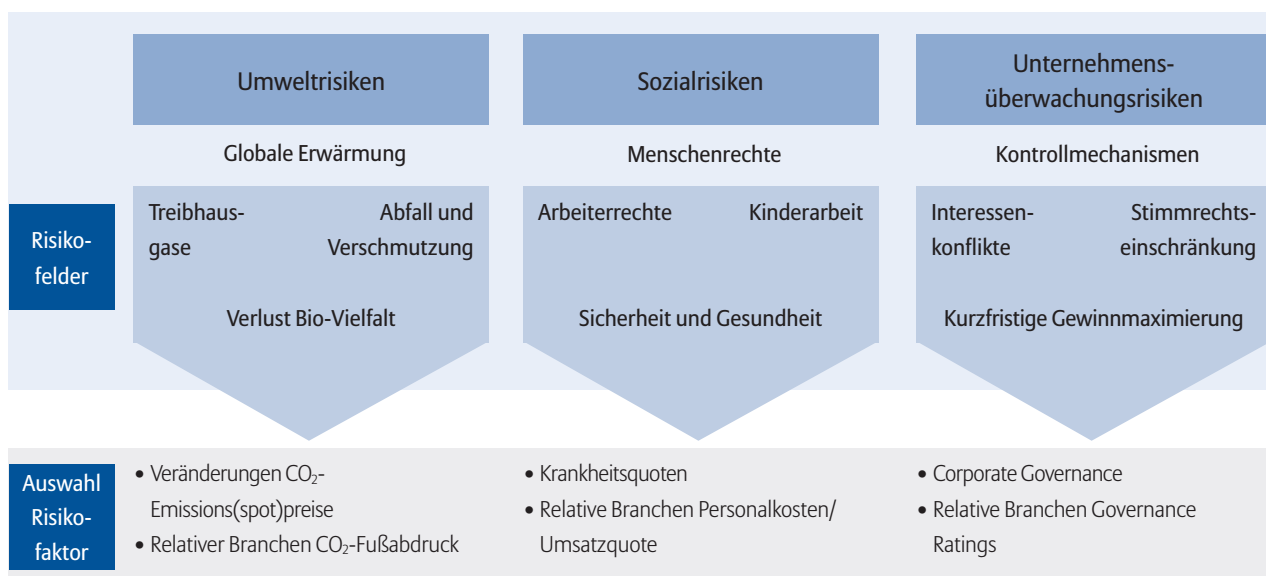 Umweltrisiken
Sozialrisiken
Unternehmens-
überwachungsrisiken
Globale Erwärmung
Menschenrechte
Kontrollmechanismen
Risiko-
felder
Treibhaus-
gase
Abfall und
Verschmutzung
Verlust Bio-Vielfalt
Arbeiterrechte
Kinderarbeit
Sicherheit und Gesundheit
Interessen-
konflikte
Stimmrechts-
einschränkung
Kurzfristige Gewinnmaximierung
Auswahl
Risiko-
faktor
• Veränderungen CO₂-
Emissions(spot)preise
• Relativer Branchen CO₂-Fußabdruck
• Krankheitsquoten
• Relative Branchen Personalkosten/
Umsatzquote
• Corporate Governance
• Relative Branchen Governance
Ratings